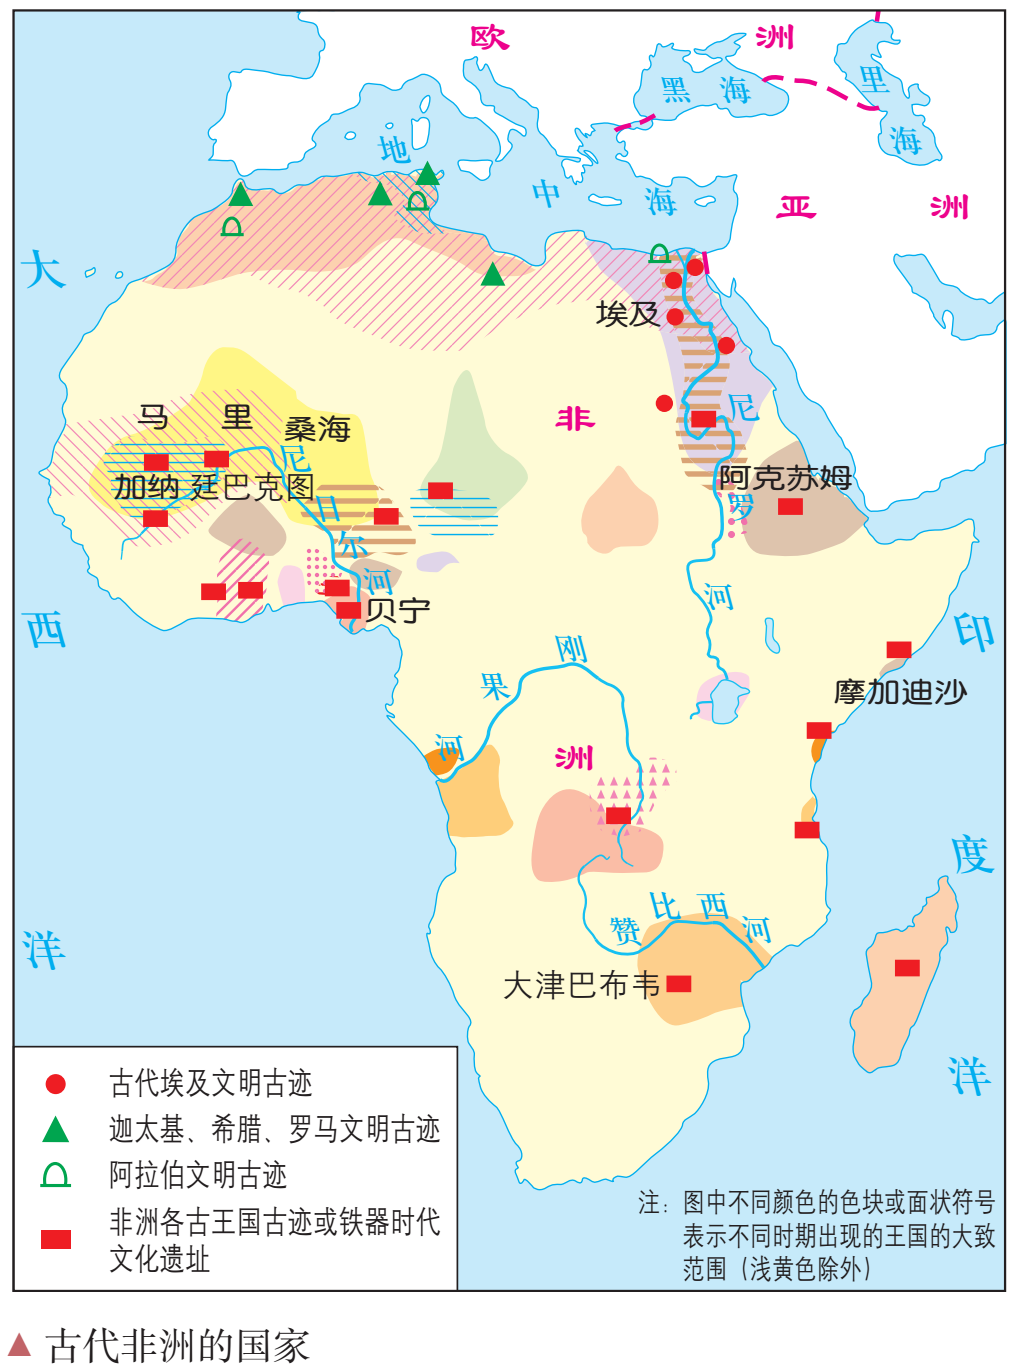 欧 洲
黑 海
里 海
地 中 海
亚 洲
大 西 洋
埃及
马 里
桑海
非 洲
尼 罗 河
加纳
廷巴克图
尼 日 尔 河
阿克苏姆
贝宁
印 度 洋
刚 果 河
摩加迪沙
赞 比 西 河
大津巴布韦
古代埃及文明古迹
迦太基、希腊、罗马文明古迹
阿拉伯文明古迹
非洲各古王国古迹或铁器时代
文化遗址
注：图中不同颜色的色块或面状符号
表示不同时期出现的王国的大致
范围（浅黄色除外）
▲ 古代非洲的国家